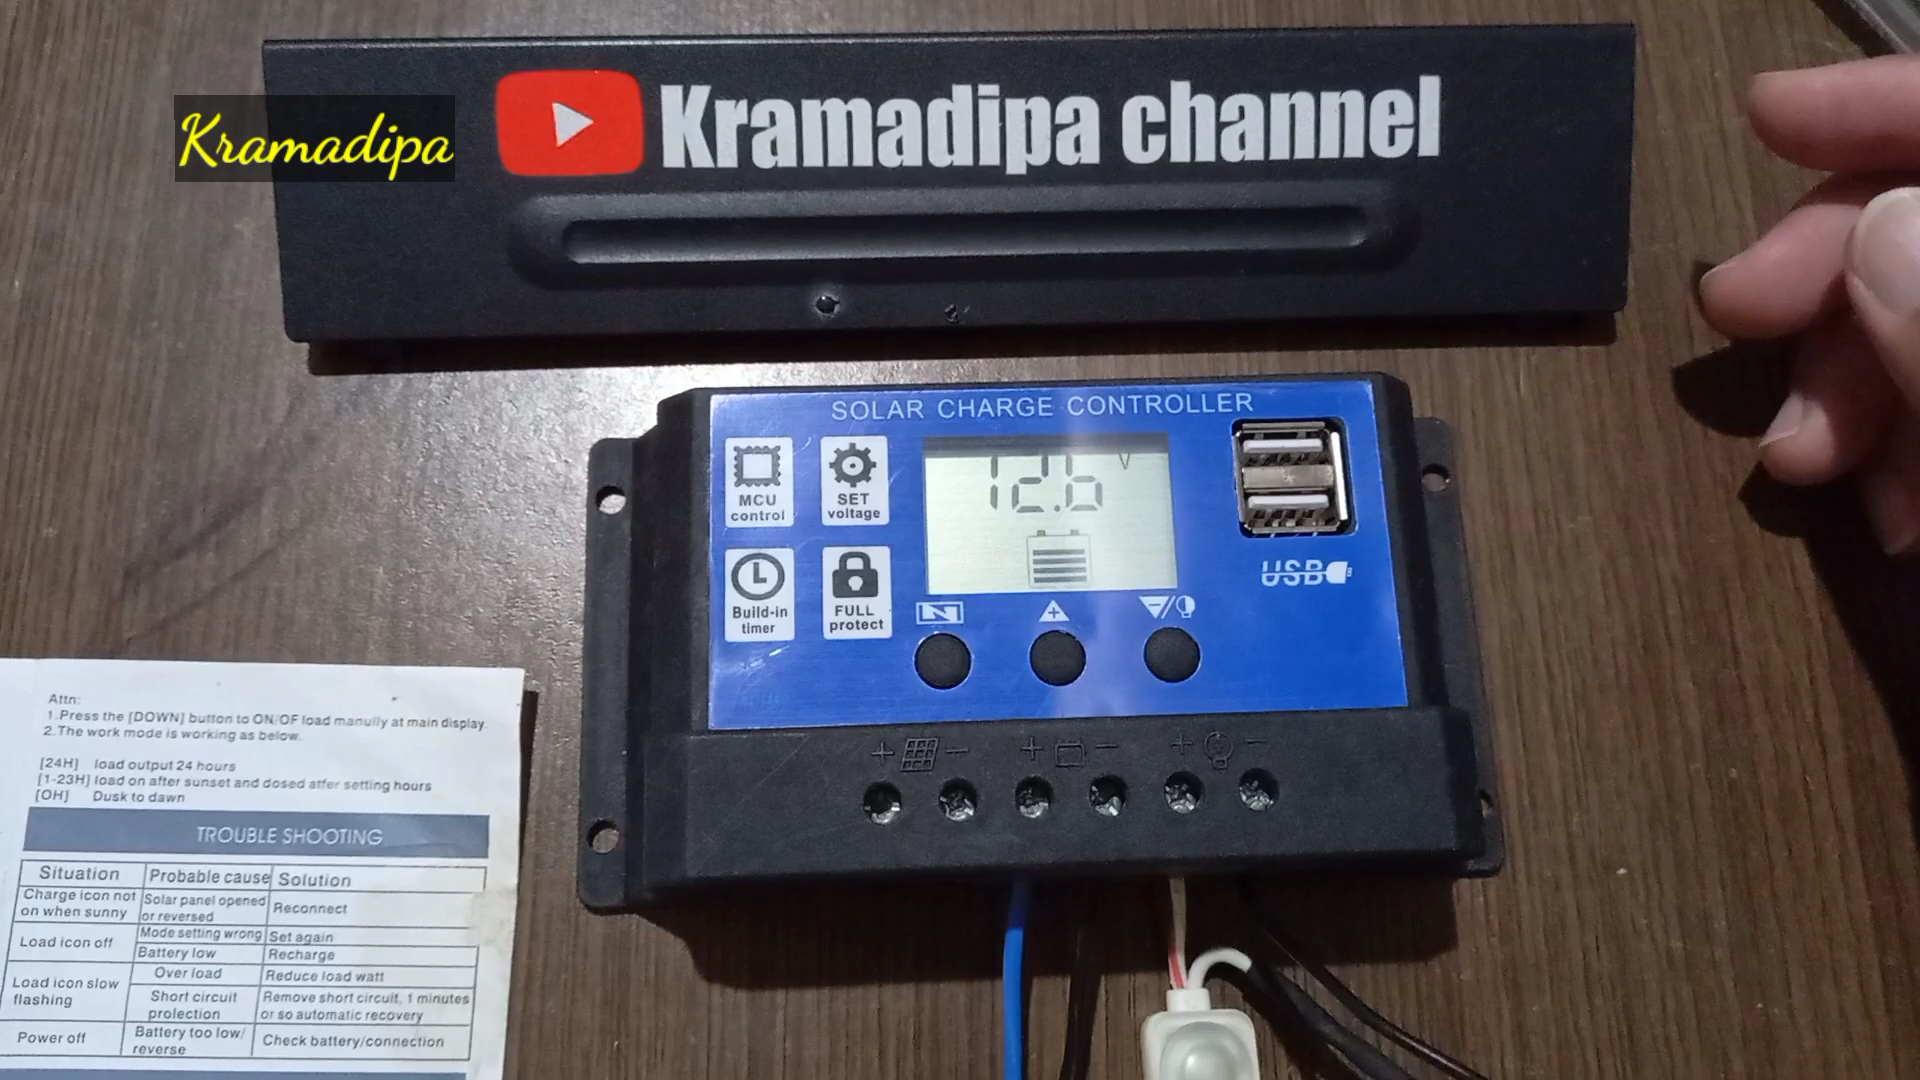 Kramadipa
Kramadipa channel
SOLAR CHARGE CONTROLLER
MCU
control
SET
voltage
12.6 V
Build-in
timer
FULL
protect
USB
Attn:
1.Press the [DOWN] button to ON/OF load manully at main display.
2.The work mode is working as below.
[24H] load output 24 hours
[1-23H] load on after sunset and dosed atfer setting hours
[OH] Dusk to dawn
TROUBLE SHOOTING
Situation Probable cause Solution
Charge icon not
on when sunny
Solar panel opened
or reversed
Reconnect
Load icon off
Mode setting wrong Set again
Battery low Recharge
Load icon slow
flashing
Over load Reduce load watt
Short circuit
protection
Remove short circuit, 1 minutes
or so automatic recovery
Power off
Battery too low/
reverse
Check battery/connection